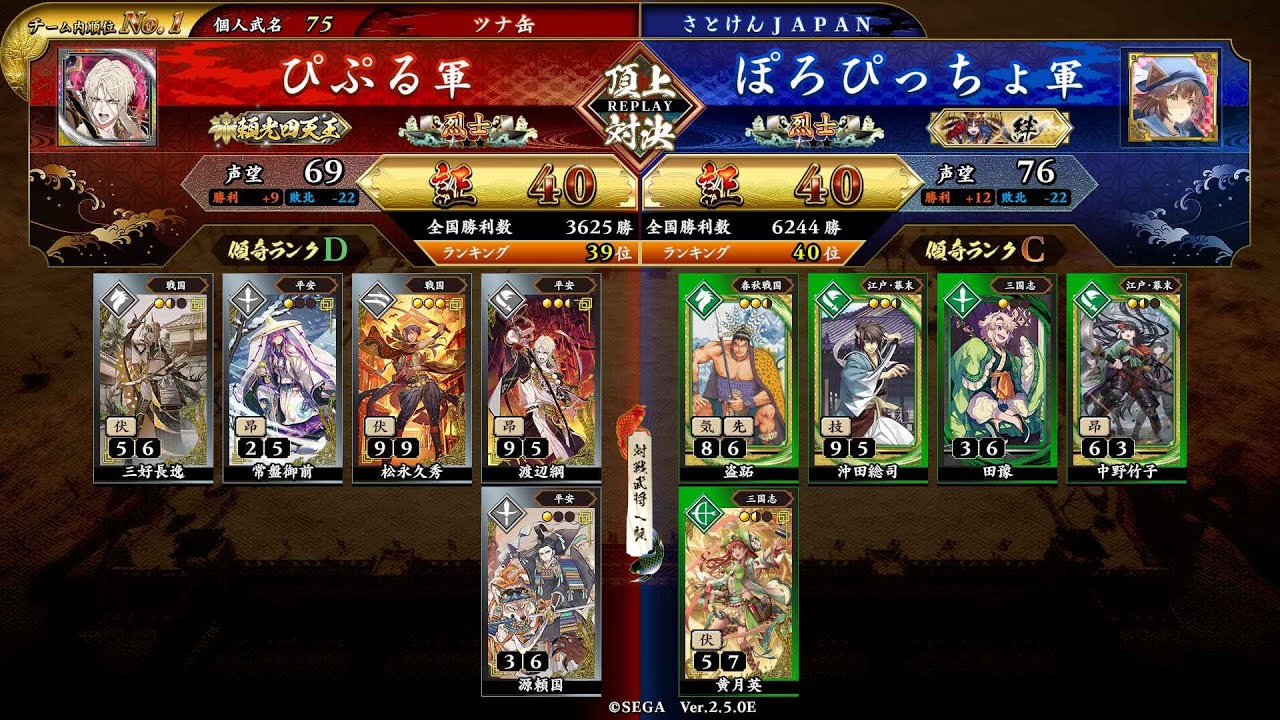 チーム内順位 No.1 個人武名 75 ツナ缶
さとけんJAPAN
ぴぷる軍
頂上
REPLAY
対決
ぽろぴっちょ軍
頼光四天王
烈士
烈士
絆
声望 69
勝利 +9 敗北 -22
証 40
証 40
声望 76
勝利 +12 敗北 -22
全国勝利数 3625勝
全国勝利数 6244勝
傾奇ランクD
ランキング 39位
ランキング 40位
傾奇ランクC
戦国
平安
戦国
平安
春秋戦国
江戸・幕末
三国志
江戸・幕末
伏
5 6
三好長逸
昂
2 5
常盤御前
伏
9 9
松永久秀
昂
9 5
渡辺綱
気 先
8 6
盗跖
技
9 5
沖田総司
3 6
田豫
昂
6 3
中野竹子
対戦武将一覧
平安
3 6
源頼国
三国志
伏
5 7
黄月英
©SEGA Ver.2.5.0E